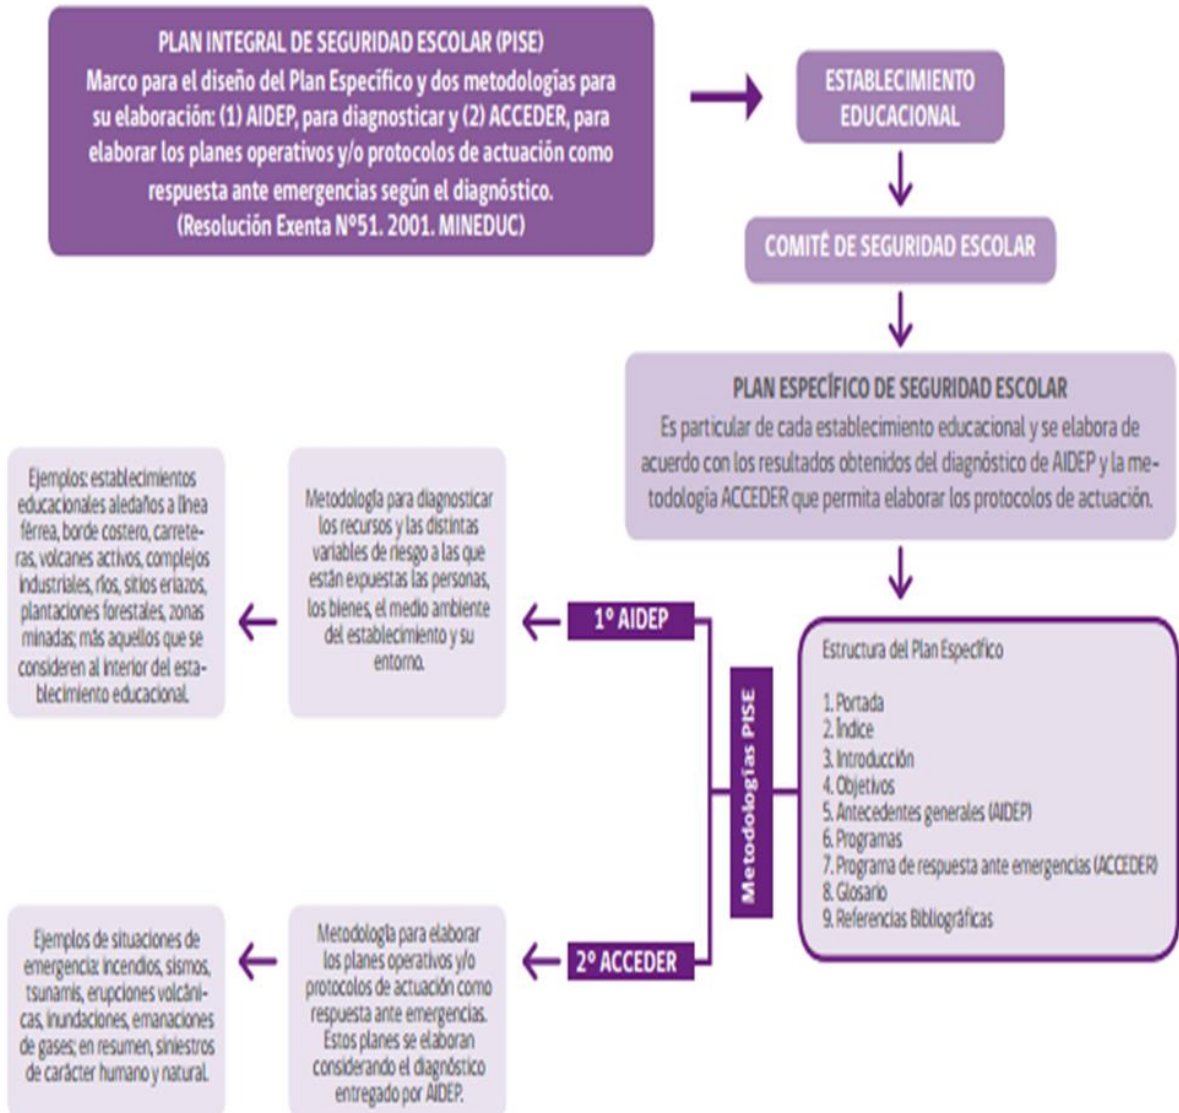 PLAN INTEGRAL DE SEGURIDAD ESCOLAR (PISE)
Marco para el diseño del Plan Específico y dos metodologías para
su elaboración: (1) AIDEP, para diagnosticar y (2) ACCEDER, para
elaborar los planes operativos y/o protocolos de actuación como
respuesta ante emergencias según el diagnóstico.
(Resolución Exenta Nº51. 2001. MINEDUC)
ESTABLECIMIENTO
EDUCACIONAL
COMITÉ DE SEGURIDAD ESCOLAR
PLAN ESPECÍFICO DE SEGURIDAD ESCOLAR
Es particular de cada establecimiento educacional y se elabora de
acuerdo con los resultados obtenidos del diagnóstico de AIDEP y la me-
todología ACCEDER que permita elaborar los protocolos de actuación.
Estructura del Plan Específico
1. Portada
2. Índice
3. Introducción
4. Objetivos
5. Antecedentes generales (AIDEP)
6. Programas
7. Programa de respuesta ante emergencias (ACCEDER)
8. Glosario
9. Referencias Bibliográficas
Metodologías PISE
1º AIDEP
Metodología para diagnosticar
los recursos y las distintas
variables de riesgo a las que
están expuestas las personas,
los bienes, el medio ambiente
del establecimiento y su
entorno.
Ejemplos: establecimientos
educacionales aledaños a línea
férrea, borde costero, carrete-
ras, volcanes activos, complejos
industriales, ríos, sitios eriazos,
plantaciones forestales, zonas
minadas; más aquellos que se
consideren al interior del esta-
blecimiento educacional.
2º ACCEDER
Metodología para elaborar
los planes operativos y/o
protocolos de actuación como
respuesta ante emergencias.
Estos planes se elaboran
considerando el diagnóstico
entregado por AIDEP.
Ejemplos de situaciones de
emergencia: incendios, sismos,
tsunamis, erupciones volcáni-
cas, inundaciones, emanaciones
de gases; en resumen, siniestros
de carácter humano y natural.